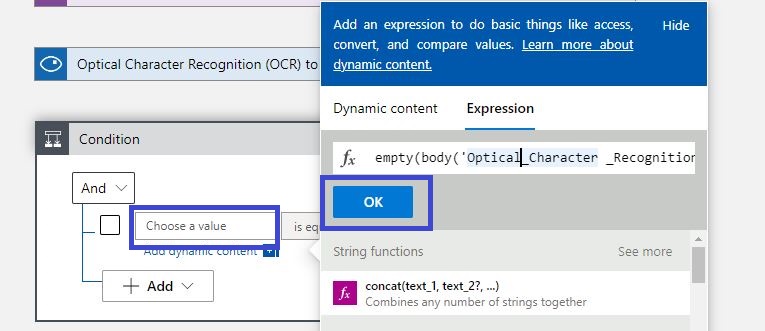 Optical Character Recognition (OCR) to
Condition
And
Choose a value
is eq
Add dynamic content
Add
Add an expression to do basic things like access,
convert, and compare values. Learn more about
dynamic content.
Hide
Dynamic content
Expression
fx empty(body('Optical_Character _Recognition
OK
String functions
See more
fx concat(text_1, text_2?, ...)
Combines any number of strings together